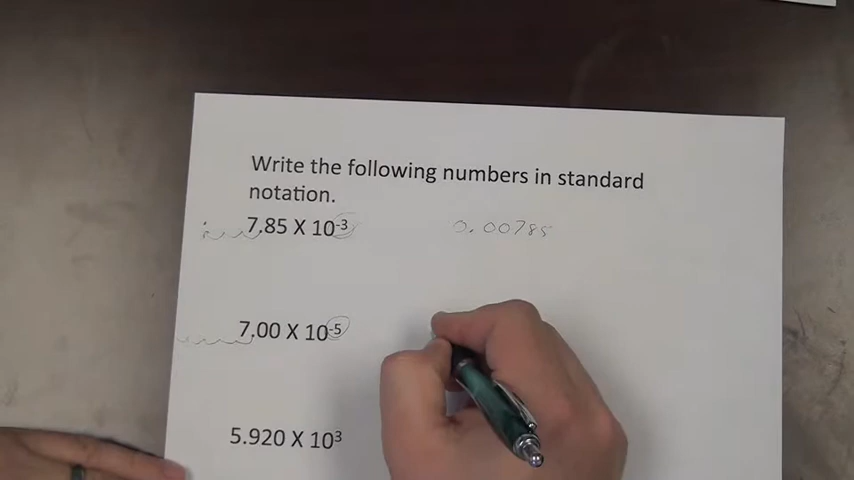 Write the following numbers in standard
notation.
7.85 X 10⁻³ 0.00785
7.00 X 10⁻⁵
5.920 X 10³